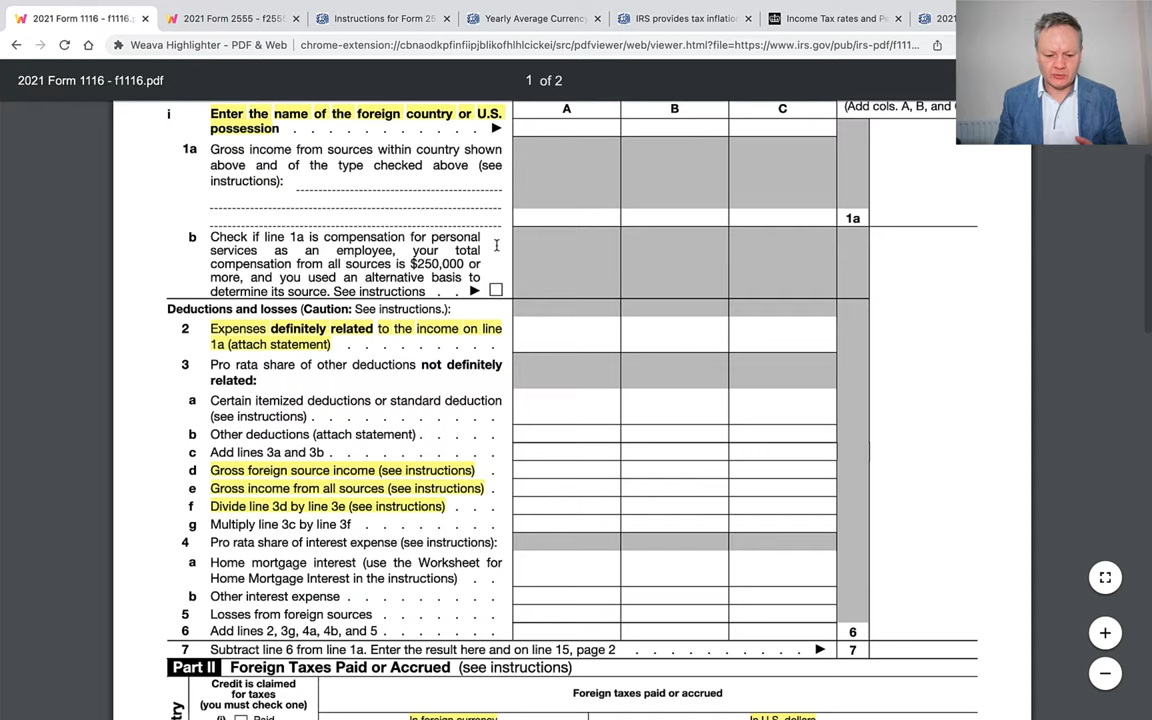 2021 Form 1116 - f1116.p
2021 Form 2555 - f2555
Instructions for Form 25
Yearly Average Currenc
IRS provides tax inflatio
Income Tax rates and Pe
2021
Weava Highlighter - PDF & Web
chrome-extension://cbnaodkpfinfiipjblikofhlhlcickei/src/pdfviewer/web/viewer.html?file=https://www.irs.gov/pub/irs-pdf/f111...
2021 Form 1116 - f1116.pdf
1 of 2
A B C (Add cols. A, B, and
i Enter the name of the foreign country or U.S.
possession . . . . . . . . . . . ▶
1a Gross income from sources within country shown
above and of the type checked above (see
instructions):
1a
b Check if line 1a is compensation for personal
services as an employee, your total
compensation from all sources is $250,000 or
more, and you used an alternative basis to
determine its source. See instructions . . ▶
Deductions and losses (Caution: See instructions.):
2 Expenses definitely related to the income on line
1a (attach statement) . . . . . . . . .
3 Pro rata share of other deductions not definitely
related:
a Certain itemized deductions or standard deduction
(see instructions) . . . . . . . . . .
b Other deductions (attach statement) . . . . .
c Add lines 3a and 3b . . . . . . . . .
d Gross foreign source income (see instructions) .
e Gross income from all sources (see instructions) .
f Divide line 3d by line 3e (see instructions) . . .
g Multiply line 3c by line 3f . . . . . . . .
4 Pro rata share of interest expense (see instructions):
a Home mortgage interest (use the Worksheet for
Home Mortgage Interest in the instructions) . .
b Other interest expense . . . . . . . .
5 Losses from foreign sources . . . . . . .
6 Add lines 2, 3g, 4a, 4b, and 5 . . . . . . . 6
7 Subtract line 6 from line 1a. Enter the result here and on line 15, page 2 . . . . . . . . . ▶ 7
Part II Foreign Taxes Paid or Accrued (see instructions)
Credit is claimed
for taxes
(you must check one)
Foreign taxes paid or accrued
(i) Paid
In foreign currency
In U.S. dollars